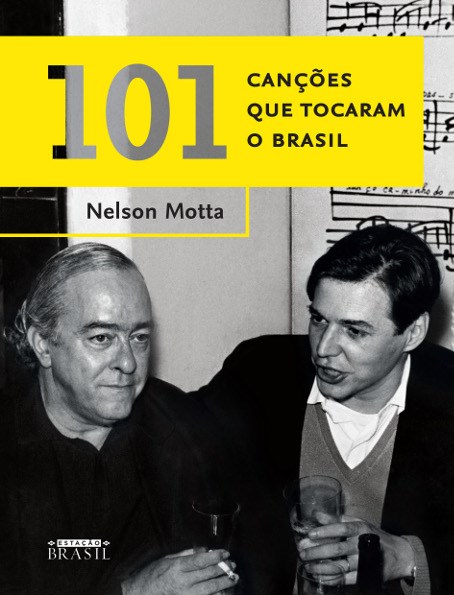 101
CANÇÕES
QUE TOCARAM
O BRASIL
Nelson Motta
ESTAÇÃO
BRASIL